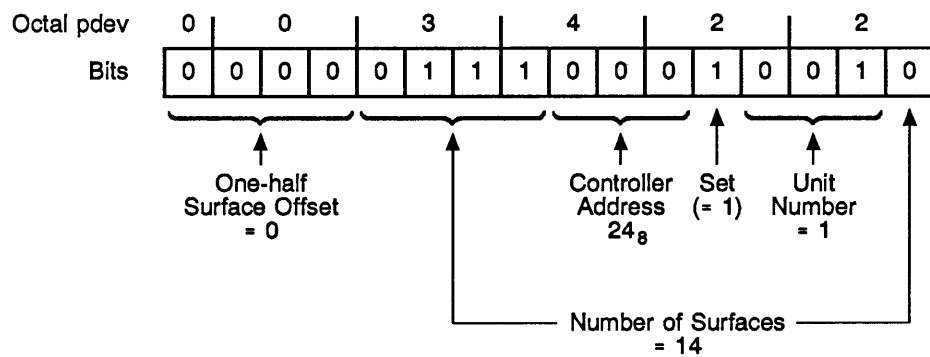 Octal pdev 0 0 3 4 2 2
Bits 0 0 0 0 0 1 1 1 0 0 0 1 0 0 1 0
One-half Controller Set Unit
Surface Offset Address (= 1) Number
= 0 24₈ = 1
Number of Surfaces
= 14